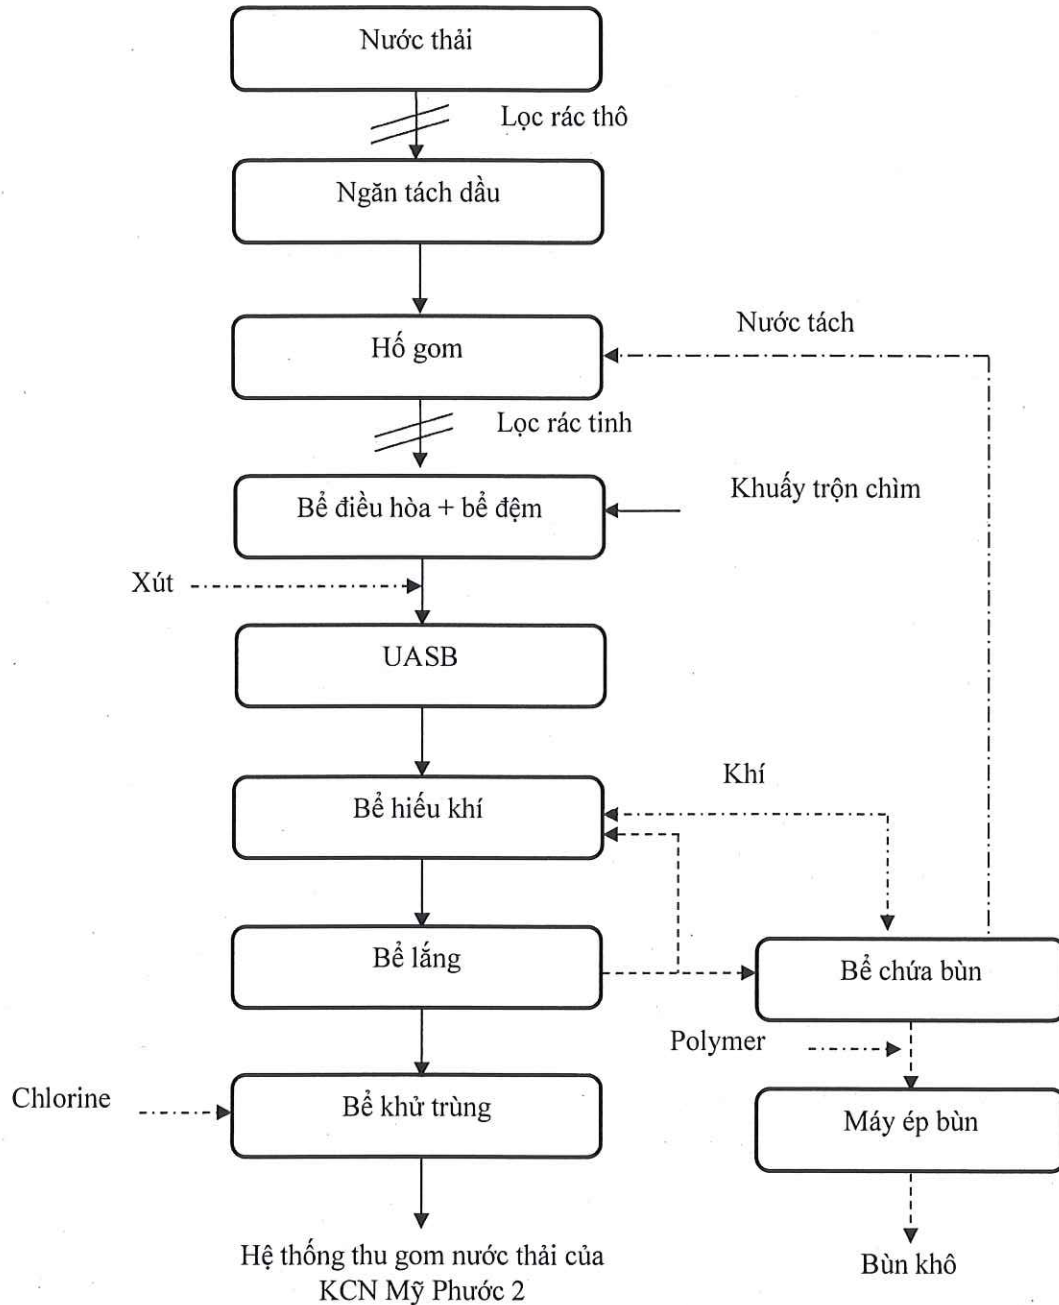 Nước thải
Lọc rác thô
Ngăn tách dầu
Nước tách
Hố gom
Lọc rác tinh
Khuấy trộn chìm
Bể điều hòa + bể đệm
Xút
UASB
Khí
Bể hiếu khí
Bể lắng
Bể chứa bùn
Polymer
Chlorine
Bể khử trùng
Máy ép bùn
Hệ thống thu gom nước thải của
KCN Mỹ Phước 2
Bùn khô